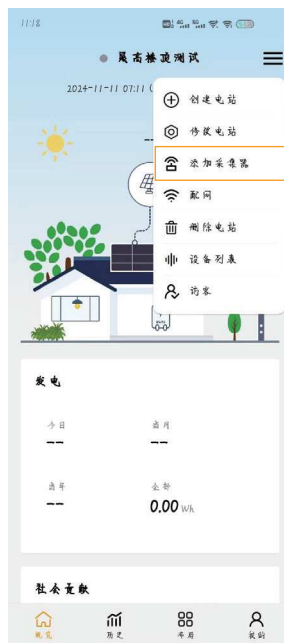 11:18
晟高楼顶测试
2024-11-11 07:11 (
创建电站
修改电站
添加采集器
配网
删除电站
设备列表
访客
发电
今日
当月
--
--
当年
全部
--
0.00 Wh
社会贡献
概览
历史
布局
我的